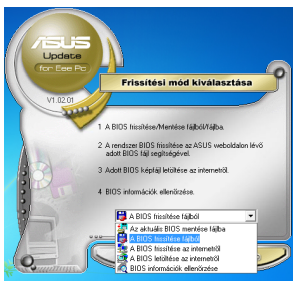 ASUS
Update
for Eee Pc
V1.02.01
Frissítési mód kiválasztása
1 A BIOS frissítése/Mentése fájlból/fájlba.
2 A rendszer BIOS frissítése az ASUS weboldalon lévő
adott BIOS fájl segítségével.
3 Adott BIOS képfájl letöltése az internetről.
4 BIOS információk ellenőrzése.
A BIOS frissítése fájlból
Az aktuális BIOS mentése fájlba
A BIOS frissítése fájlból
A BIOS frissítése az internetről
A BIOS letöltése az internetről
BIOS információk ellenőrzése